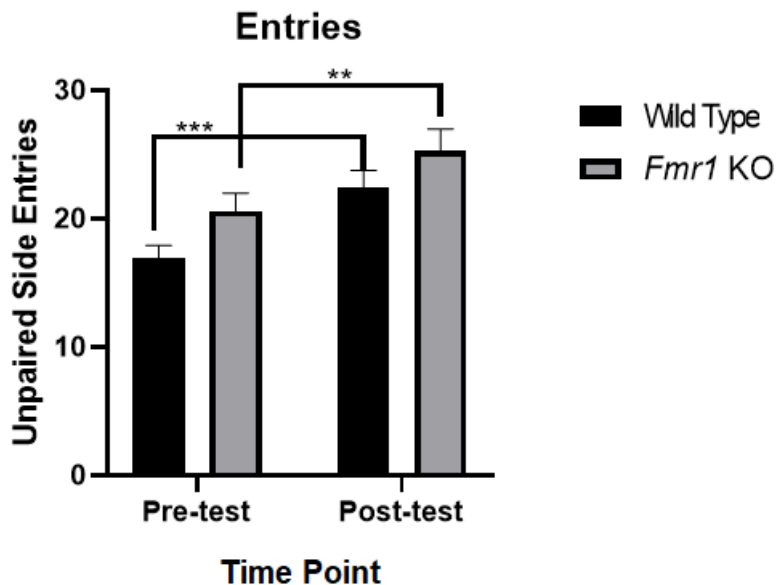 Entries
**
***
30
20
10
0
Unpaired Side Entries
Wild Type
Fmr1 KO
Pre-test
Post-test
Time Point